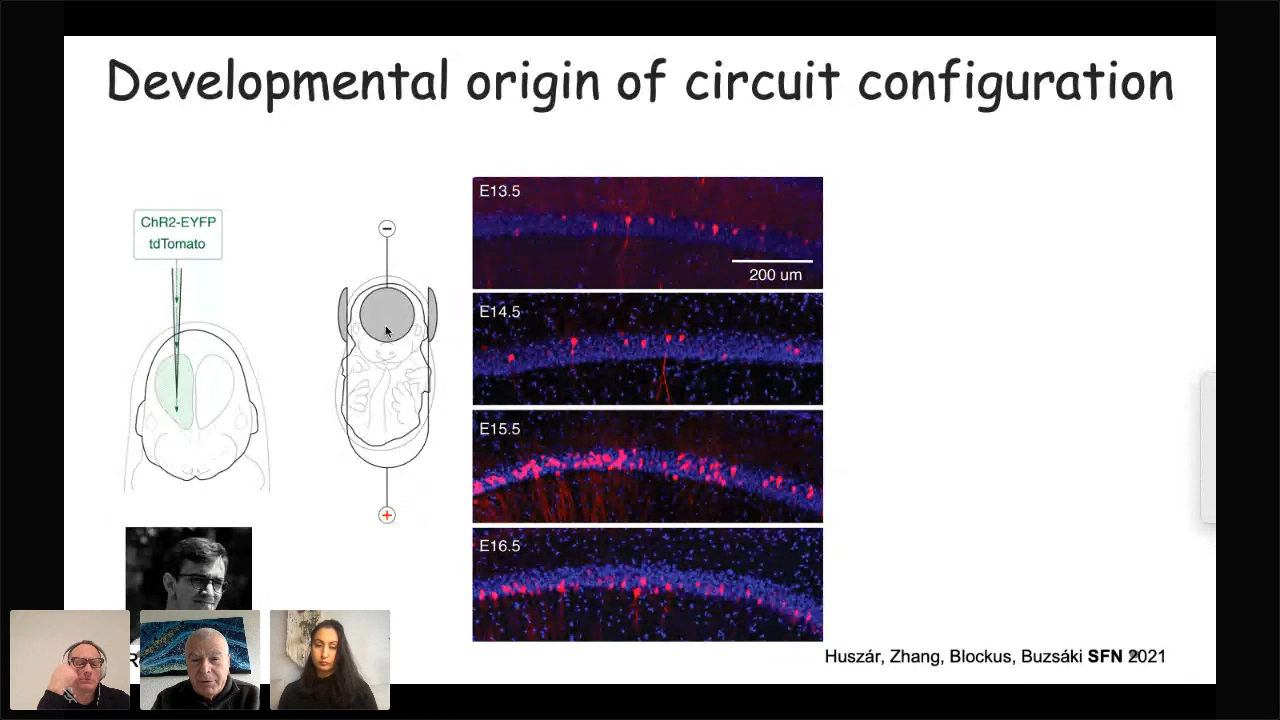 Developmental origin of circuit configuration
ChR2-EYFP
tdTomato
−
+
E13.5
200 um
E14.5
E15.5
E16.5
Huszár, Zhang, Blockus, Buzsáki SFN 2021